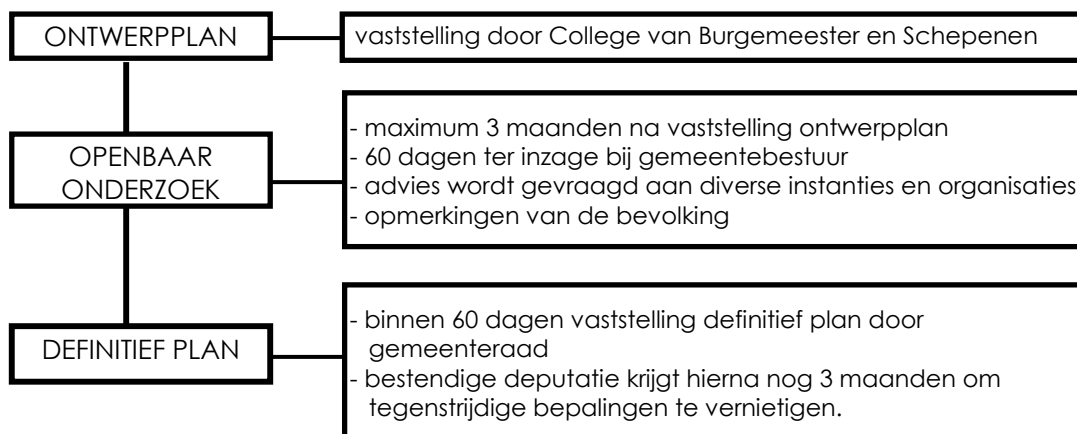 ONTWERPPLAN
vaststelling door College van Burgemeester en Schepenen
OPENBAAR
ONDERZOEK
- maximum 3 maanden na vaststelling ontwerpplan
- 60 dagen ter inzage bij gemeentebestuur
- advies wordt gevraagd aan diverse instanties en organisaties
- opmerkingen van de bevolking
DEFINITIEF PLAN
- binnen 60 dagen vaststelling definitief plan door
gemeenteraad
- bestendige deputatie krijgt hierna nog 3 maanden om
tegenstrijdige bepalingen te vernietigen.